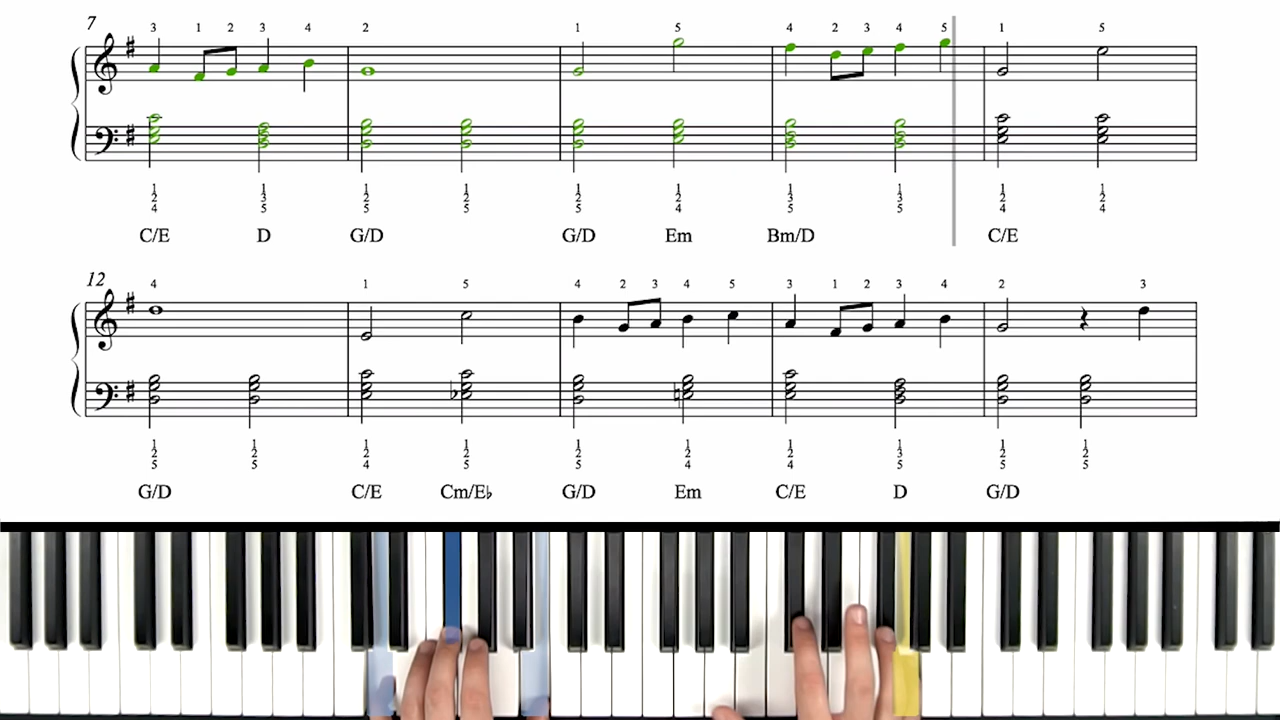 7
3 1 2 3 4 2 1 5 4 2 3 4 5 1 5
1 1 1 1 1 1 1 1 1 1
2 3 2 2 2 2 3 3 2 2
4 5 5 5 5 4 5 5 4 4
C/E D G/D G/D Em Bm/D C/E
12
4 1 5 4 2 3 4 5 3 1 2 3 4 2 3
1 1 1 1 1 1 1 1 1 1
2 2 2 2 2 2 2 3 2 2
5 5 4 5 5 4 4 5 5 5
G/D C/E Cm/E♭ G/D Em C/E D G/D